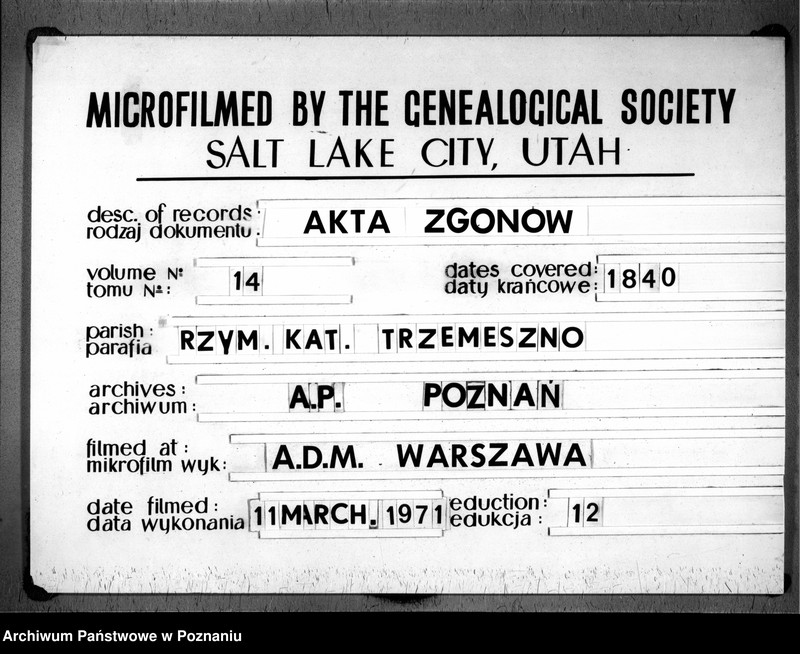 MICROFILMED BY THE GENEALOGICAL SOCIETY
SALT LAKE CITY, UTAH
desc. of records: AKTA ZGONÓW
rodzaj dokumentu:
volume №: 14
tomu №:
dates covered: 1840
daty krańcowe:
parish: RZYM. KAT. TRZEMESZNO
parafia
archives: A.P. POZNAŃ
archiwum:
filmed at: A.D.M. WARSZAWA
mikrofilm wyk:
date filmed: 11 MARCH. 1971
data wykonania
eduction: 12
edukcja:
Archiwum Państwowe w Poznaniu